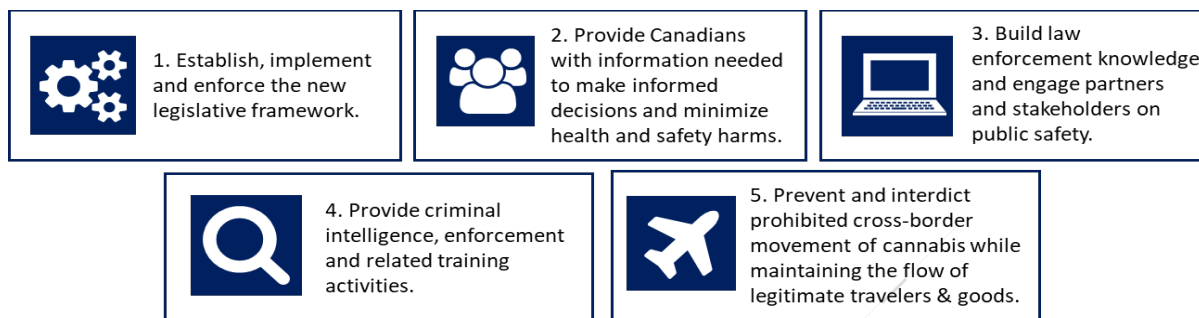 1. Establish, implement
and enforce the new
legislative framework.
2. Provide Canadians
with information needed
to make informed
decisions and minimize
health and safety harms.
3. Build law
enforcement knowledge
and engage partners
and stakeholders on
public safety.
4. Provide criminal
intelligence, enforcement
and related training
activities.
5. Prevent and interdict
prohibited cross-border
movement of cannabis while
maintaining the flow of
legitimate travelers & goods.